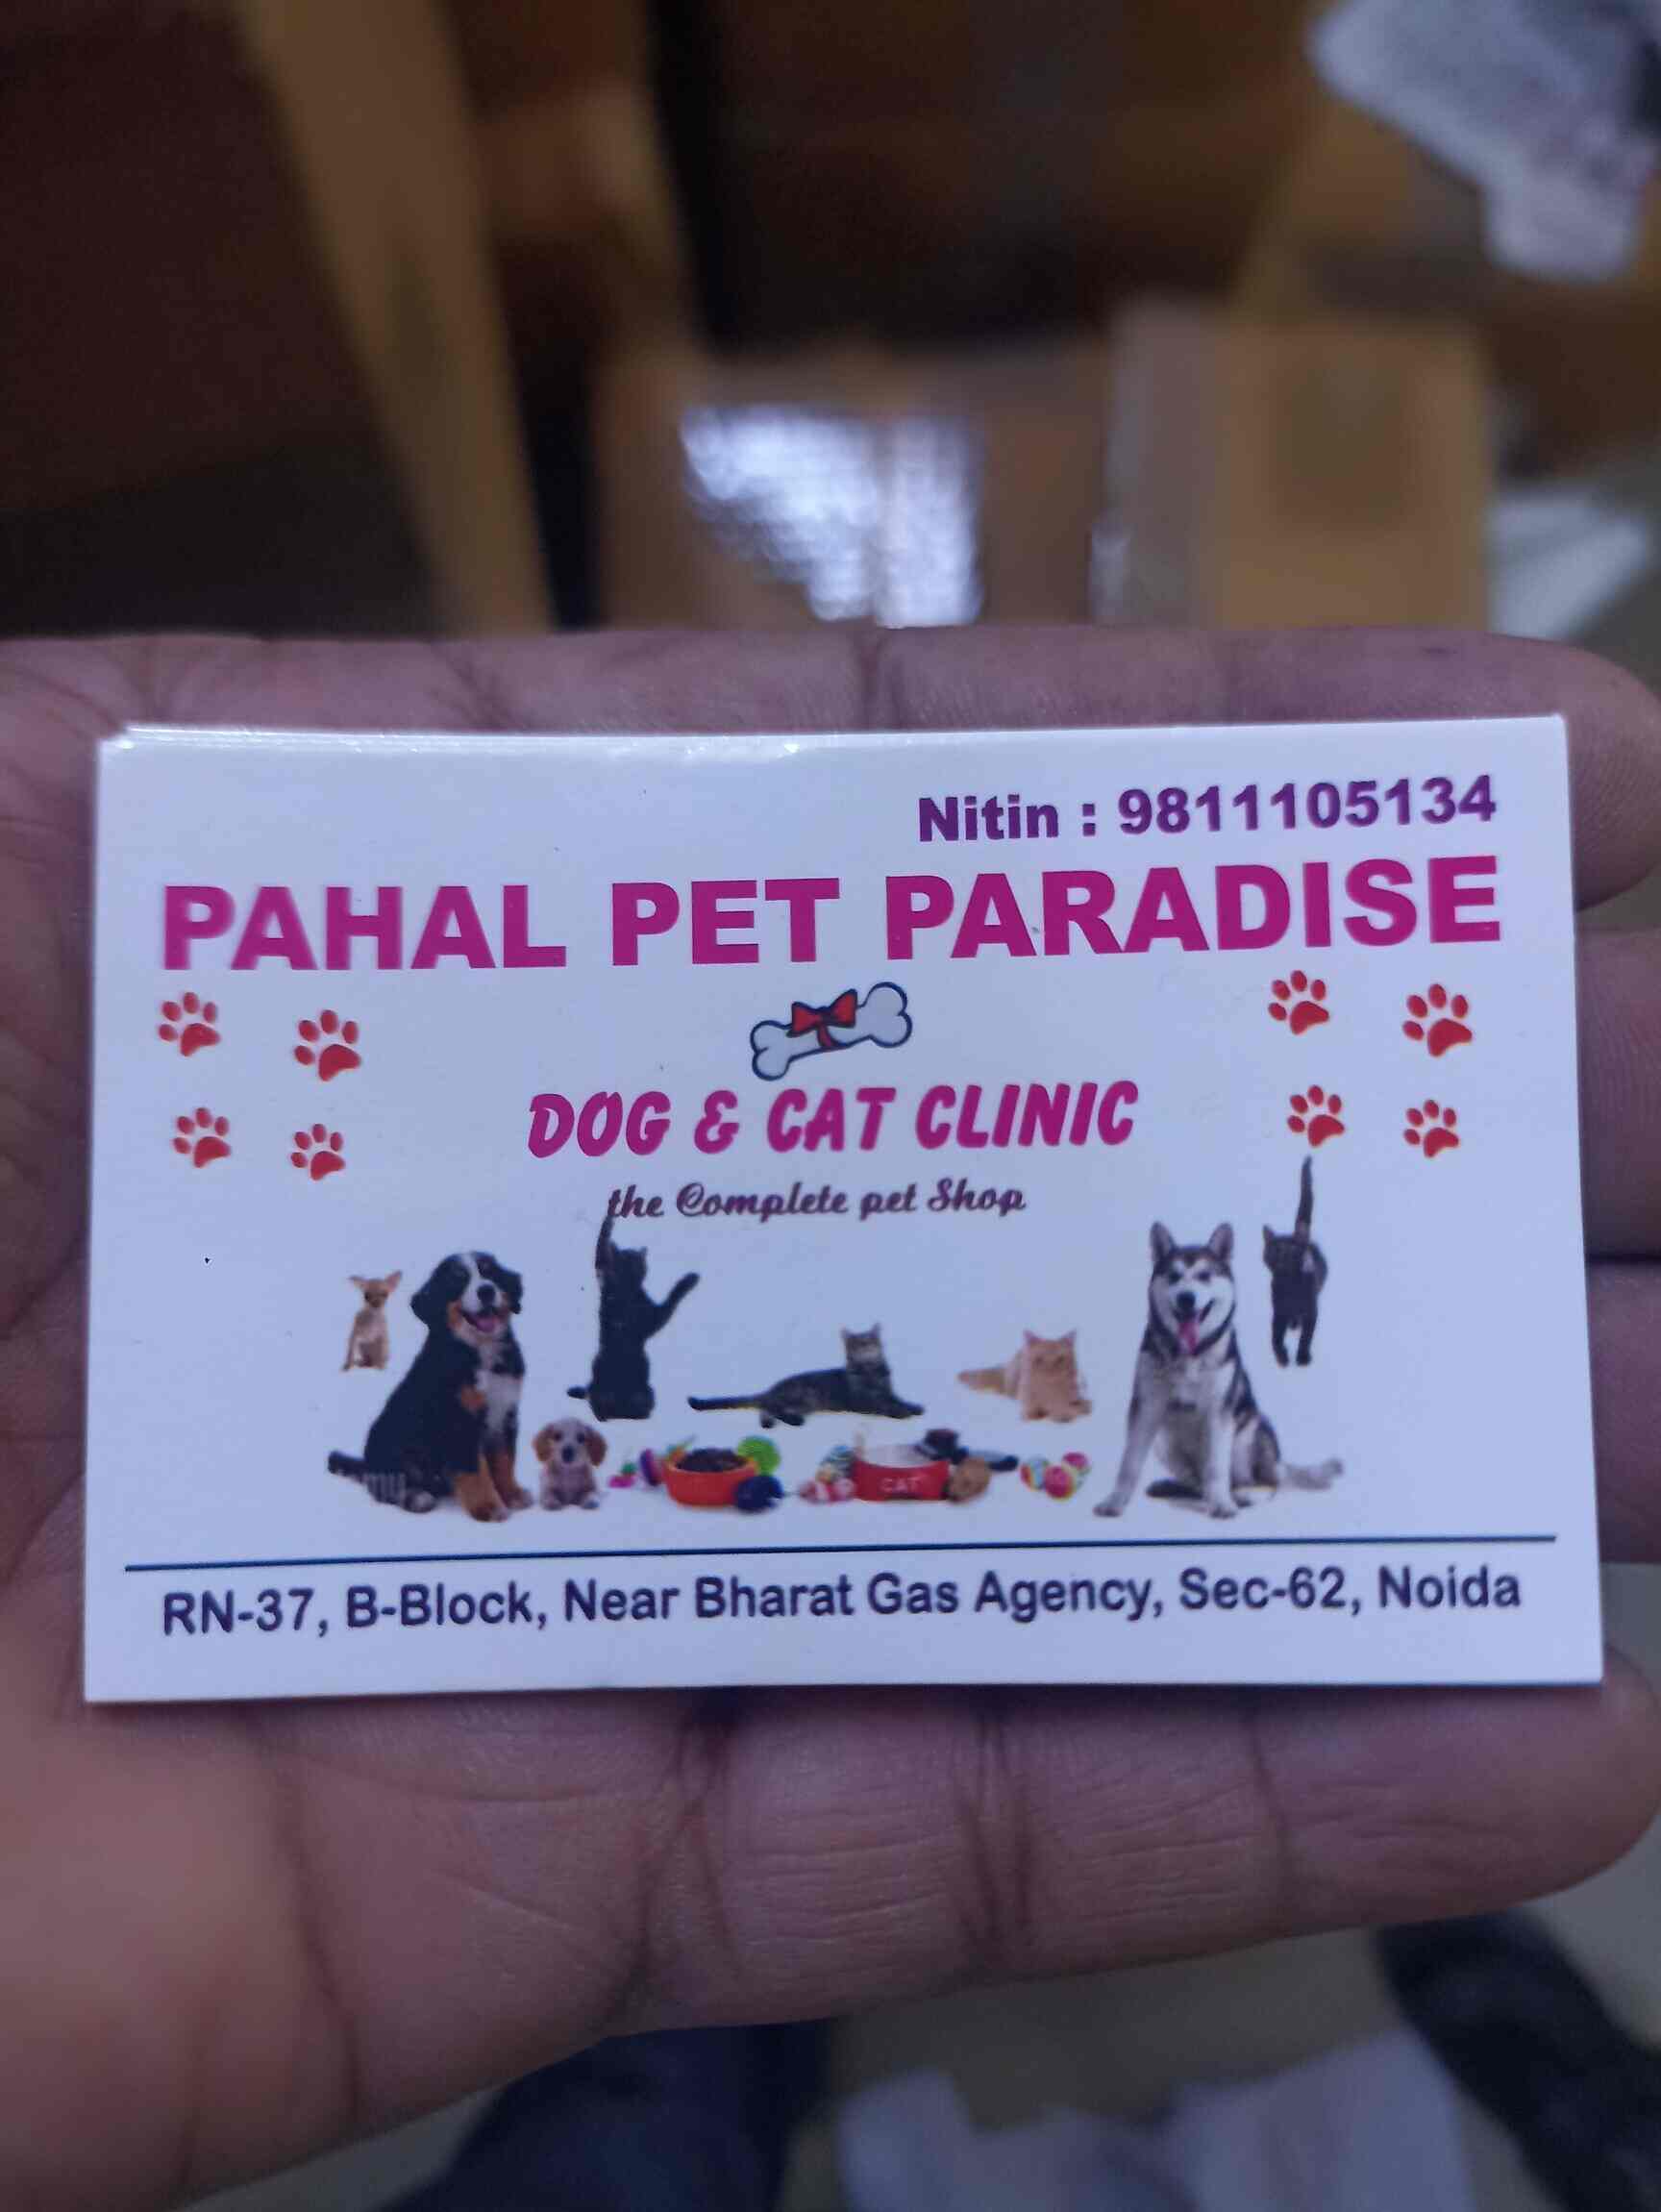 Nitin : 9811105134
PAHAL PET PARADISE
DOG & CAT CLINIC
the Complete pet Shop
CAT
RN-37, B-Block, Near Bharat Gas Agency, Sec-62, Noida